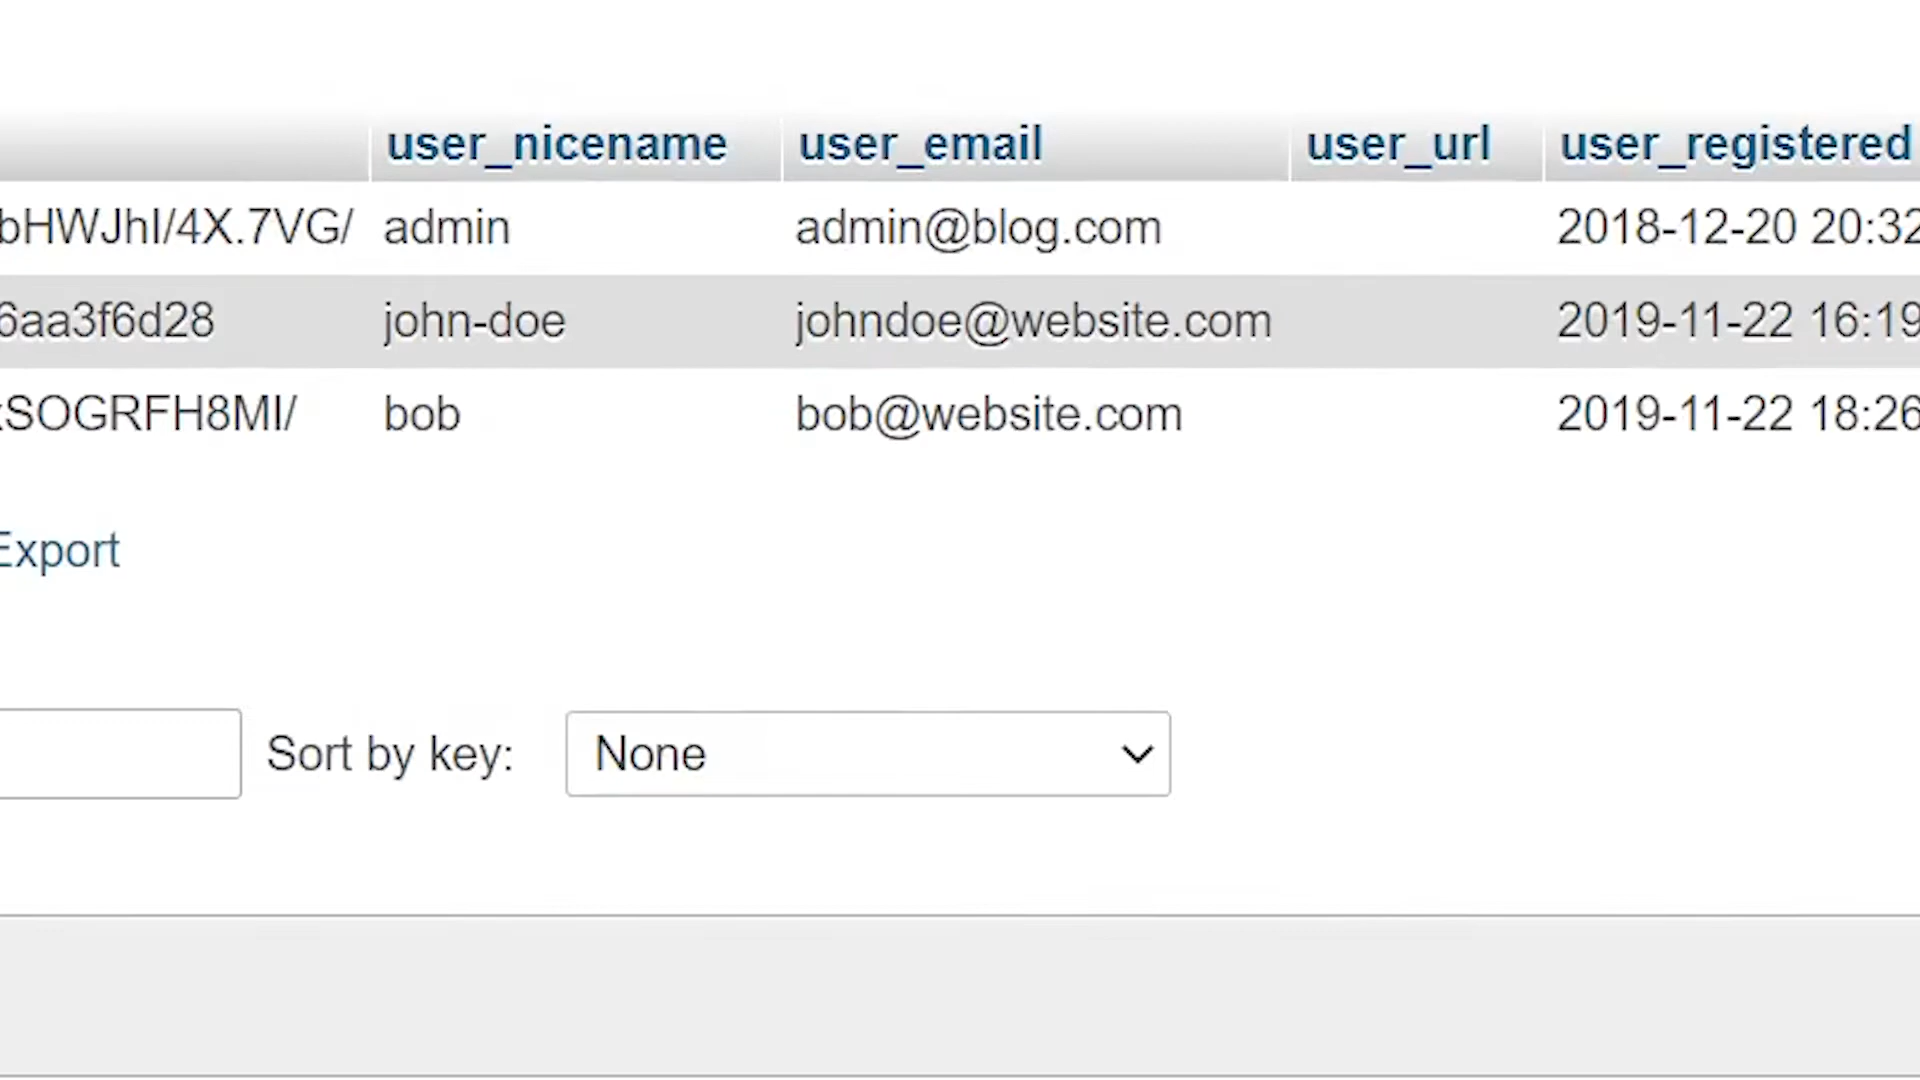 user_nicename user_email user_url user_registered
bHWJhI/4X.7VG/ admin admin@blog.com 2018-12-20 20:32
6aa3f6d28 john-doe johndoe@website.com 2019-11-22 16:19
SOGRFH8MI/ bob bob@website.com 2019-11-22 18:26
Export
Sort by key: None